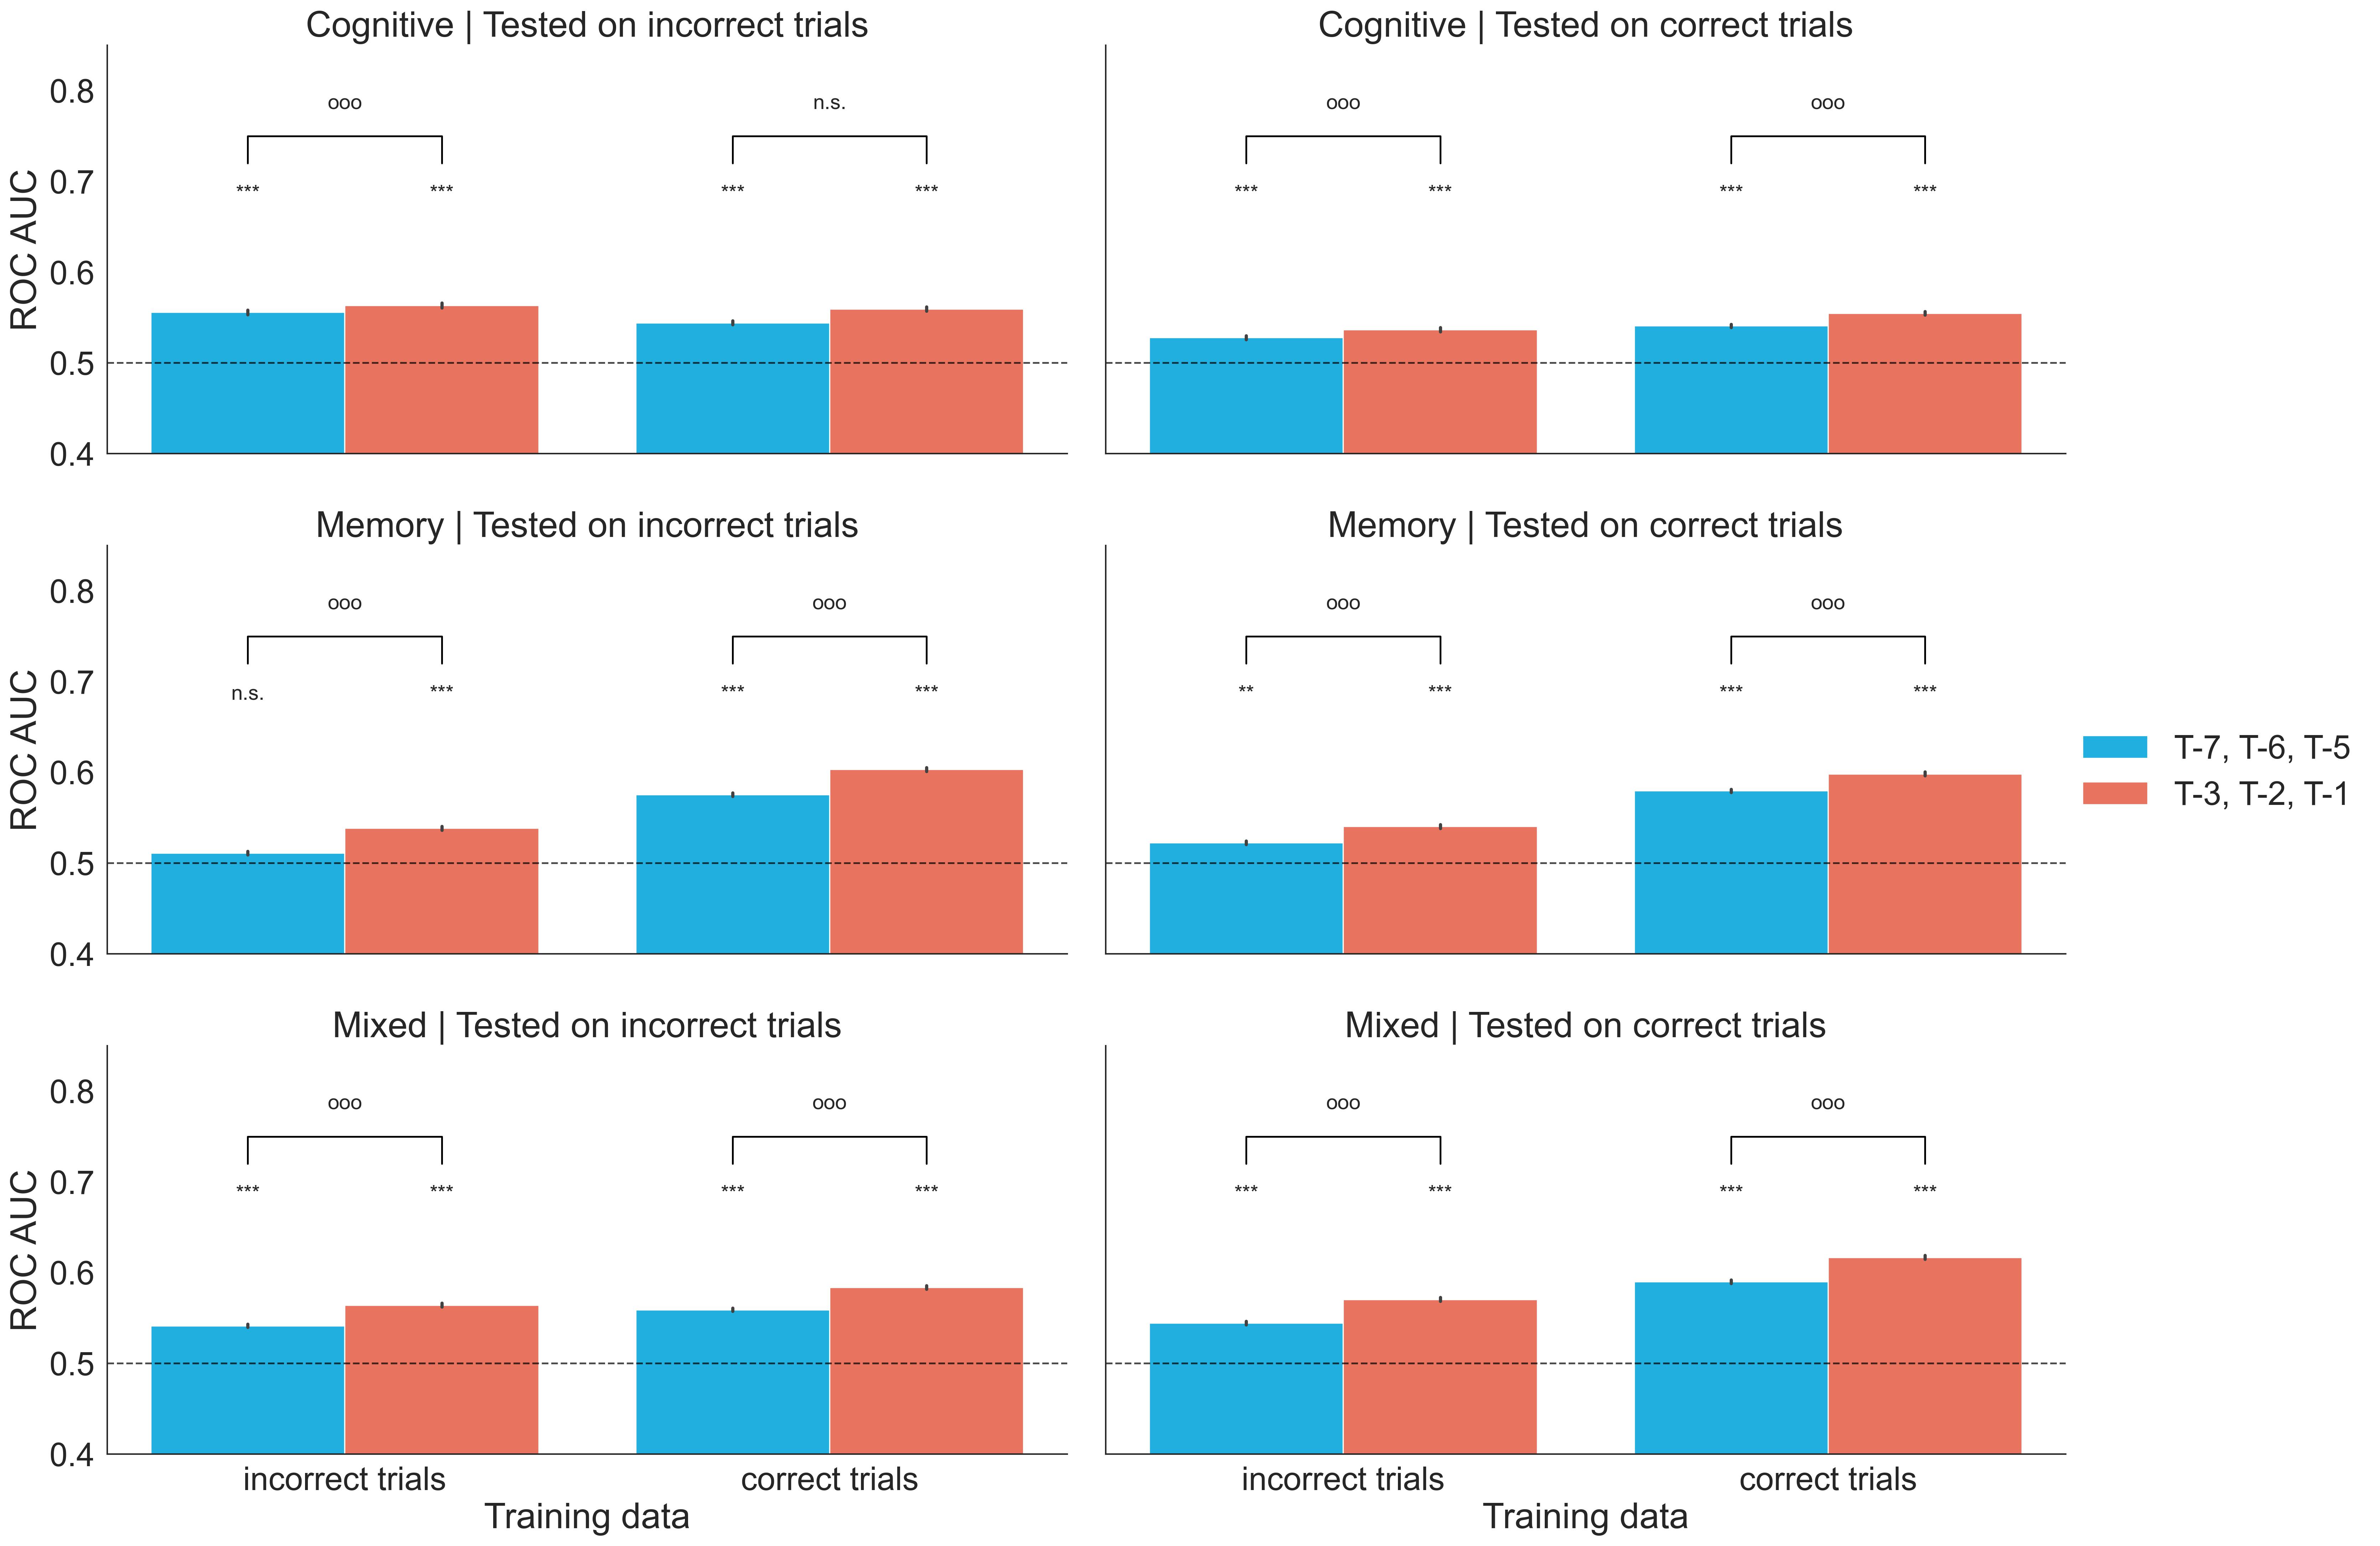 Cognitive | Tested on incorrect trials
Cognitive | Tested on correct trials
ROC AUC
0.8
0.7
0.6
0.5
0.4
ooo
n.s.
*** *** *** ***
ooo
ooo
*** *** *** ***
Memory | Tested on incorrect trials
Memory | Tested on correct trials
ROC AUC
0.8
0.7
0.6
0.5
0.4
ooo
ooo
n.s. *** *** ***
ooo
ooo
** *** *** ***
T-7, T-6, T-5
T-3, T-2, T-1
Mixed | Tested on incorrect trials
Mixed | Tested on correct trials
ROC AUC
0.8
0.7
0.6
0.5
0.4
ooo
ooo
*** *** *** ***
ooo
ooo
*** *** *** ***
incorrect trials
correct trials
Training data
incorrect trials
correct trials
Training data